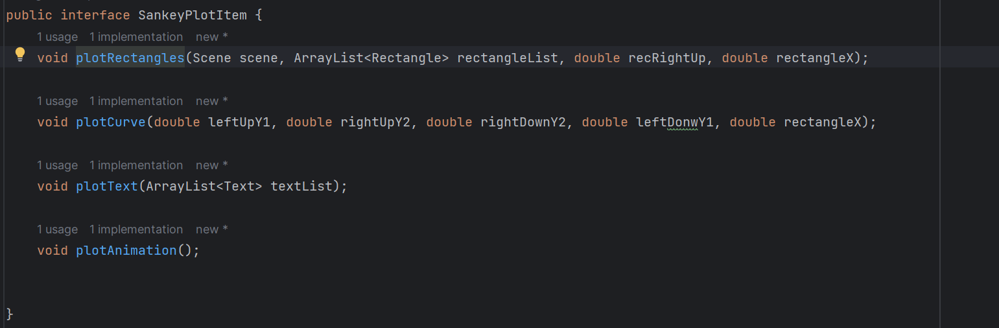 public interface SankeyPlotItem {
1 usage 1 implementation new *
void plotRectangles(Scene scene, ArrayList<Rectangle> rectangleList, double recRightUp, double rectangleX);
1 usage 1 implementation new *
void plotCurve(double leftUpY1, double rightUpY2, double rightDownY2, double leftDonwY1, double rectangleX);
1 usage 1 implementation new *
void plotText(ArrayList<Text> textList);
1 usage 1 implementation new *
void plotAnimation();
}